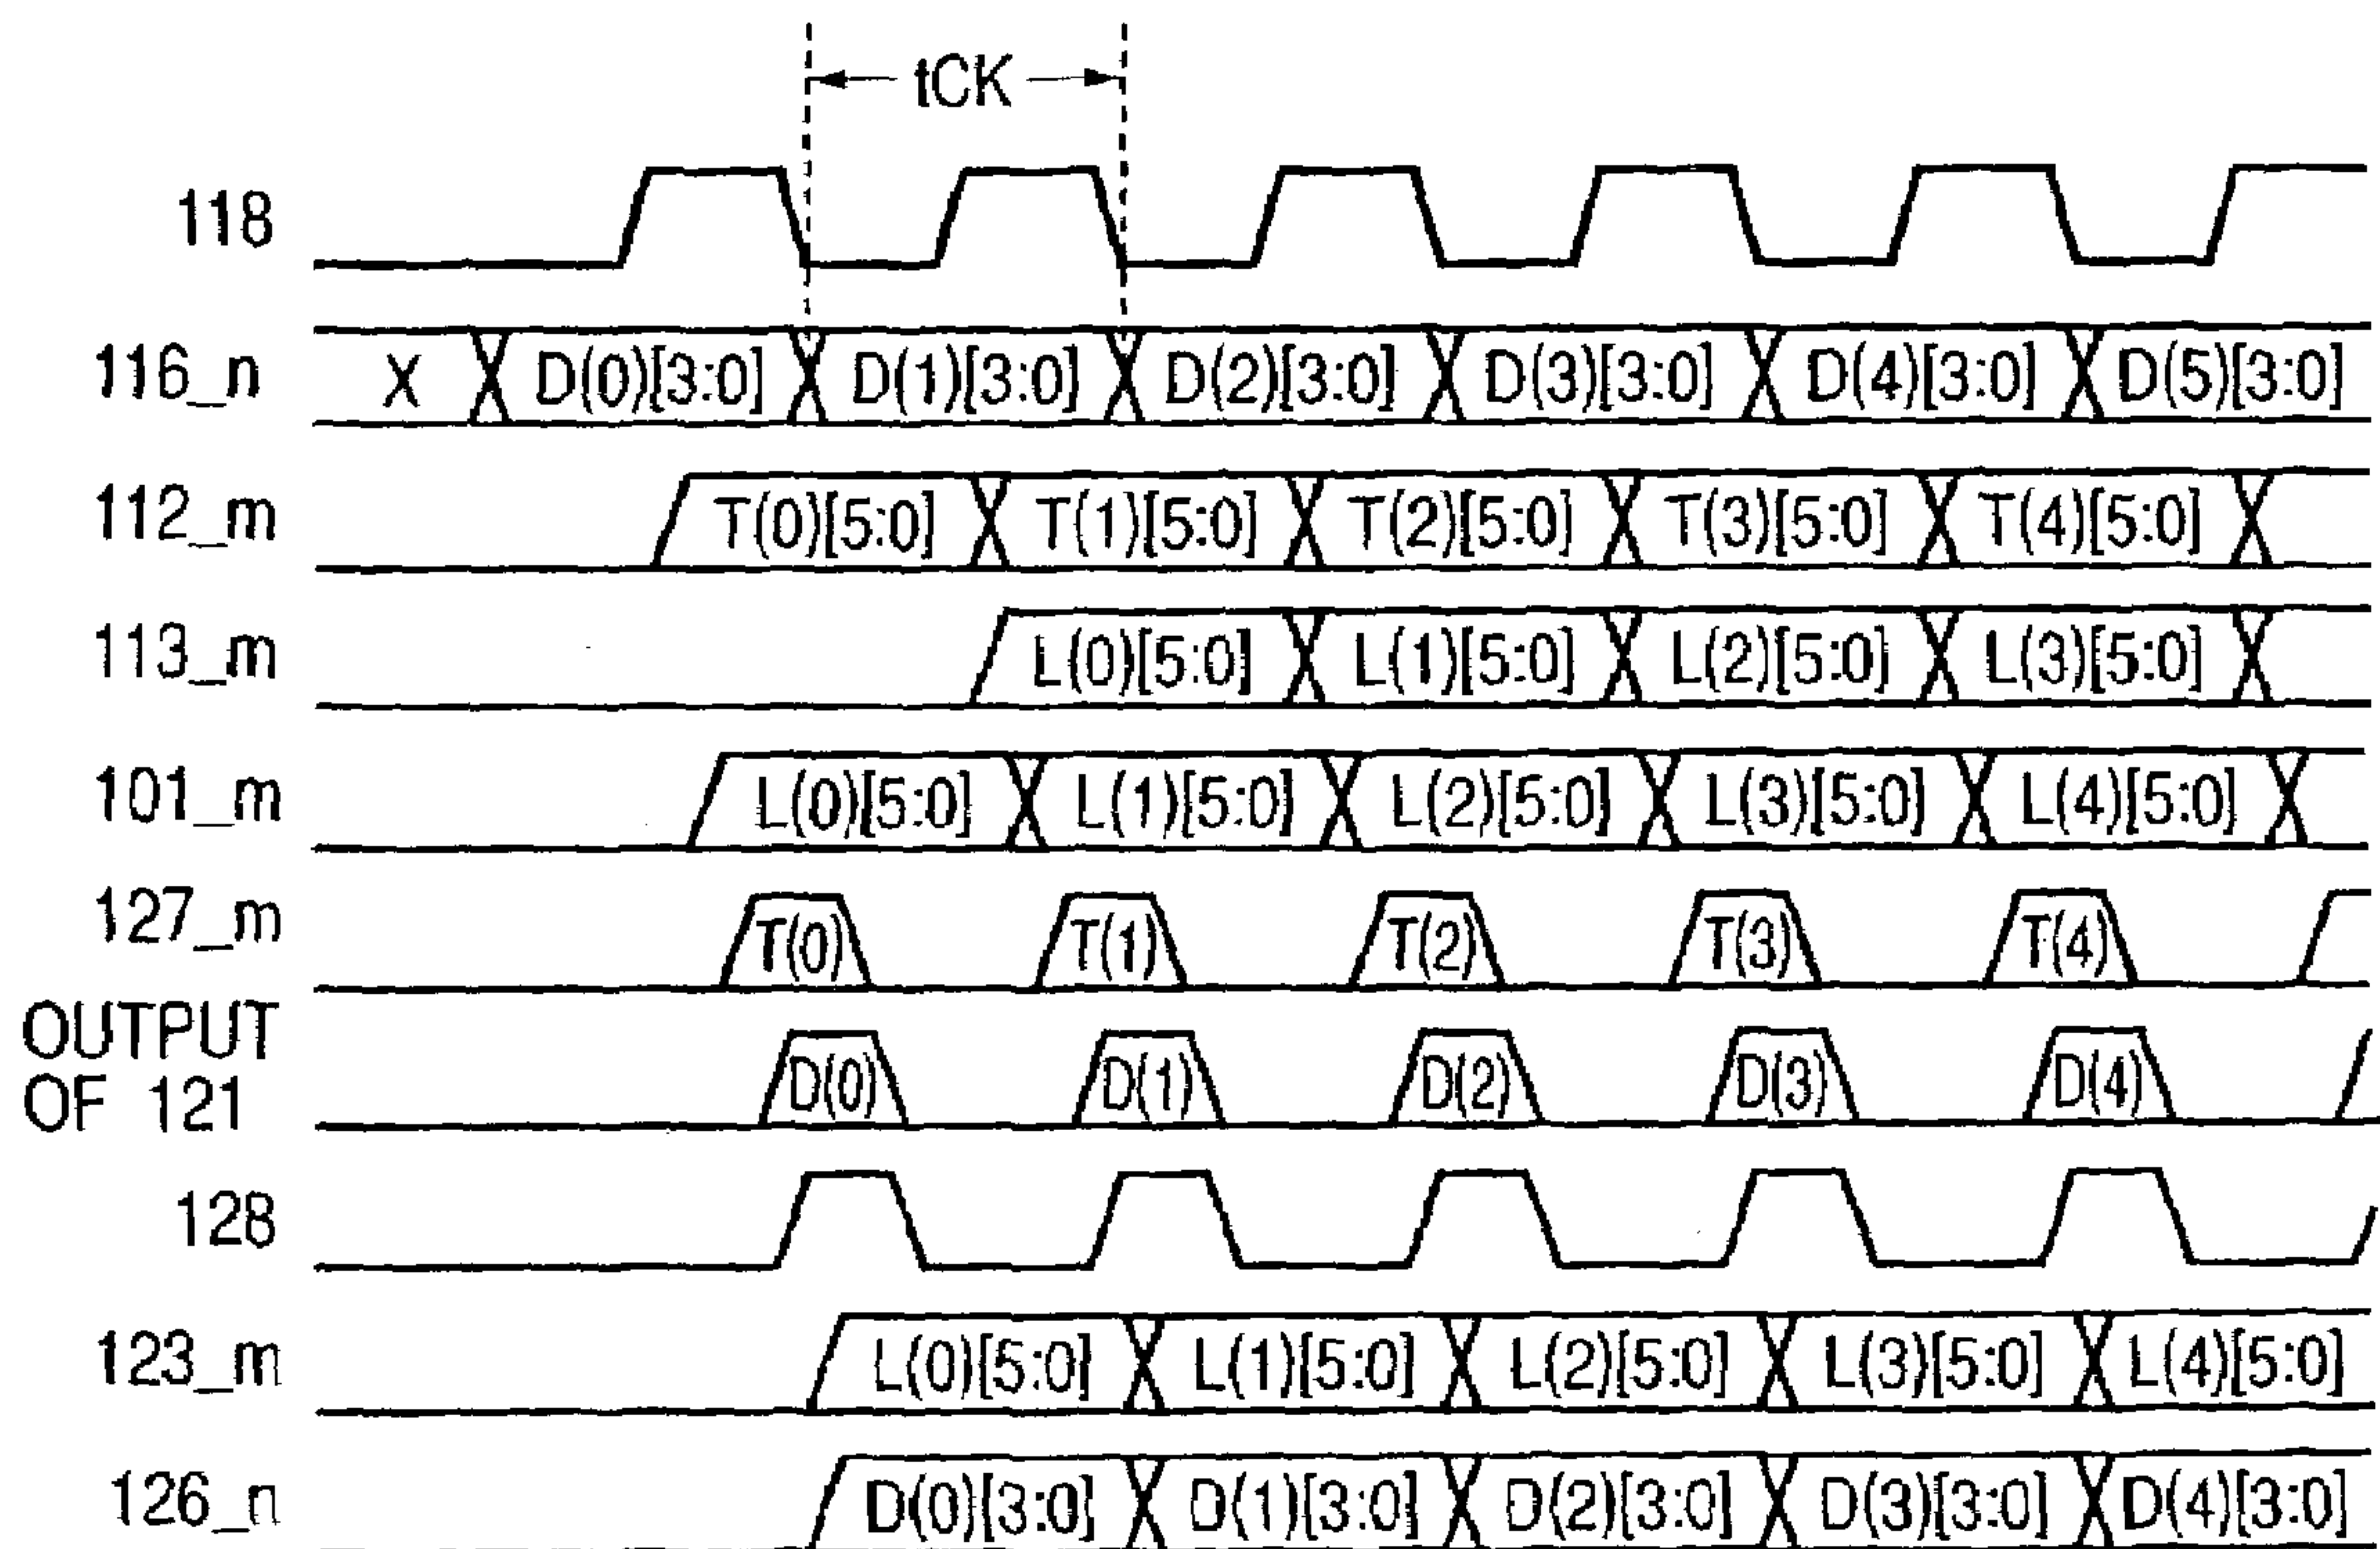 tCK
118
116_n X D(0)[3:0] D(1)[3:0] D(2)[3:0] D(3)[3:0] D(4)[3:0] D(5)[3:0]
112_m T(0)[5:0] T(1)[5:0] T(2)[5:0] T(3)[5:0] T(4)[5:0]
113_m L(0)[5:0] L(1)[5:0] L(2)[5:0] L(3)[5:0]
101_m L(0)[5:0] L(1)[5:0] L(2)[5:0] L(3)[5:0] L(4)[5:0]
127_m T(0) T(1) T(2) T(3) T(4)
OUTPUT
OF 121 D(0) D(1) D(2) D(3) D(4)
128
123_m L(0)[5:0] L(1)[5:0] L(2)[5:0] L(3)[5:0] L(4)[5:0]
126_n D(0)[3:0] D(1)[3:0] D(2)[3:0] D(3)[3:0] D(4)[3:0]